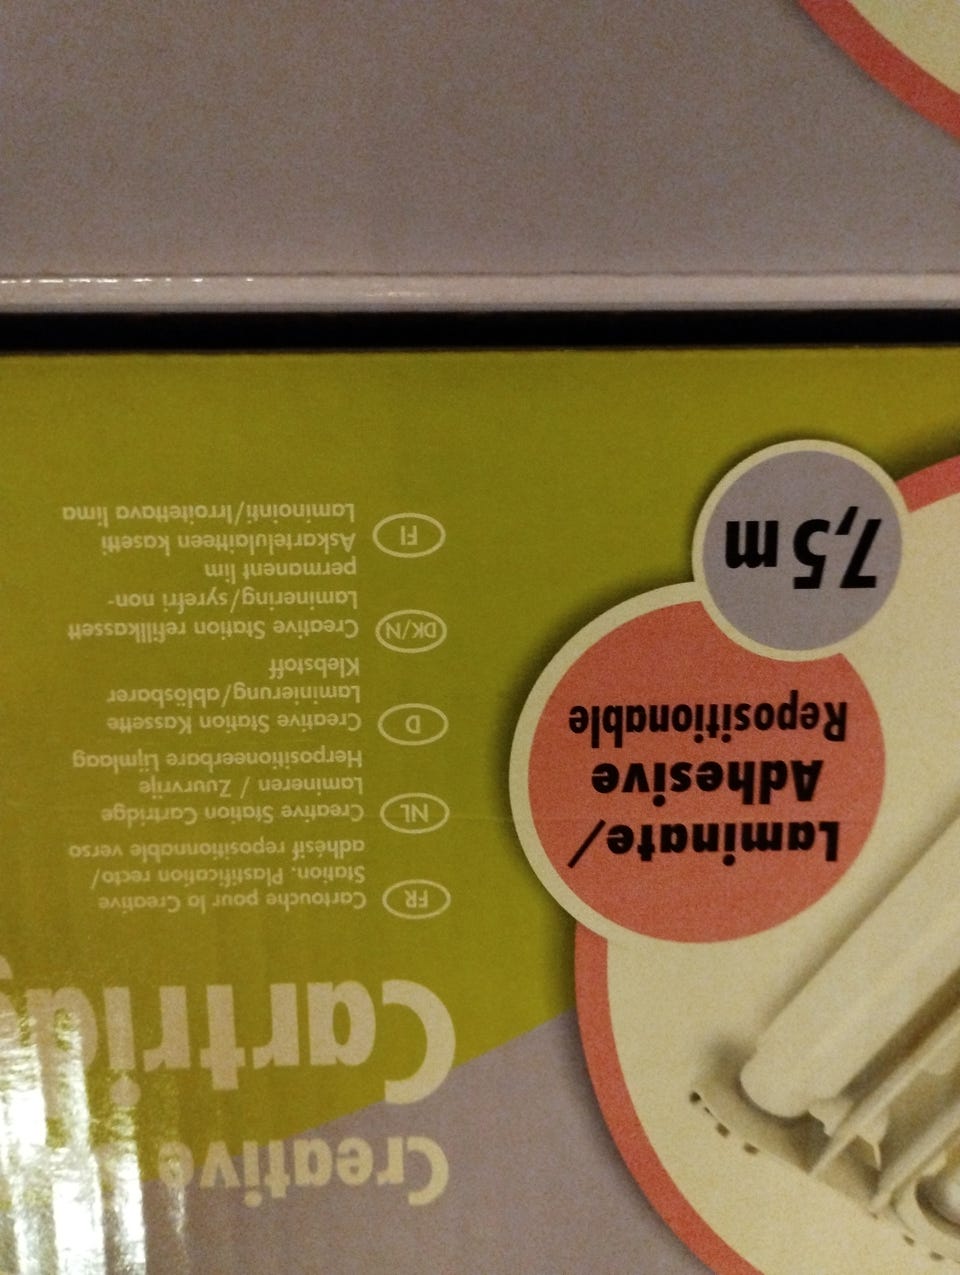 Creative
Cartridg
FR
Cartouche pour la Creative
Station. Plastification recto/
adhésif repositionnable verso
NL
Creative Station Cartridge
Lamineren / Zuurvrije
Herpositioneerbare Lijmlaag
D
Creative Station Kassette
Laminierung/ablösbarer
Klebstoff
DK/N
Creative Station refillkassett
Laminering/syrefri non-
permanent lim
FI
Askartelulaitteen kasetti
Laminointi/Irroitettava lima
Laminate/
Adhesive
Repositionable
7,5 m